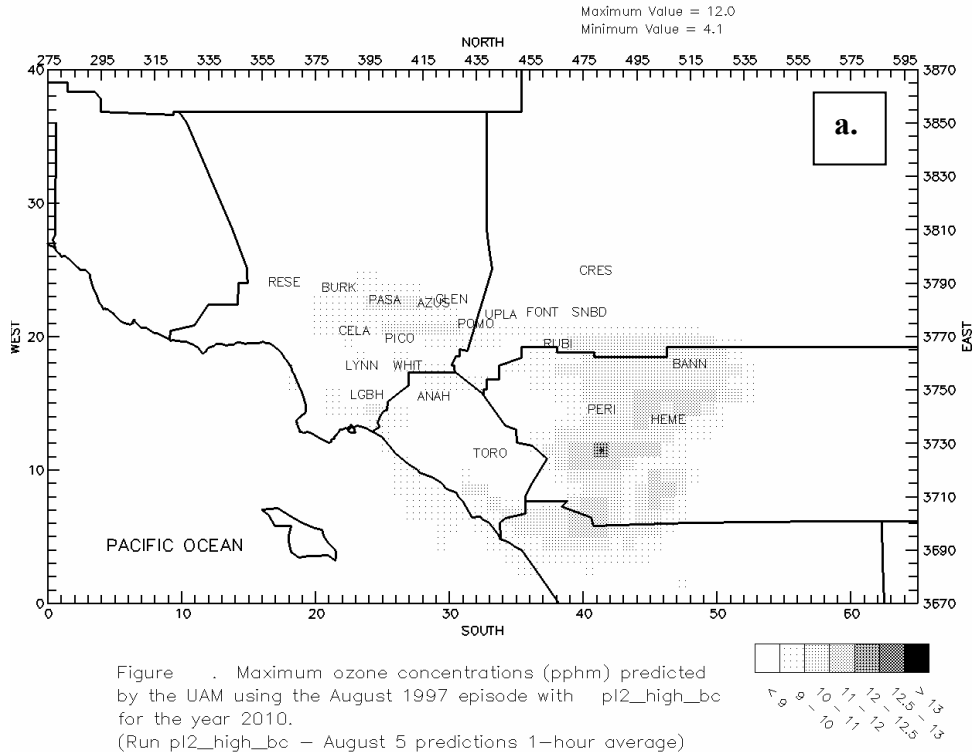 Maximum Value = 12.0
Minimum Value = 4.1
NORTH
275 295 315 335 355 375 395 415 435 455 475 495 515 535 555 575 595
40 3870
a.
3850
30 3830
3810
CRES
RESE BURK 3790
PASA AZUS GLEN
UPLA FONT SNBD
POMO
CELA PICO
WEST 20 RUBI 3770 EAST
LYNN WHIT BANN
LGBH ANAH 3750
PERI HEME
TORO 3730
10
3710
PACIFIC OCEAN 3690
0 3670
0 10 20 30 40 50 60
SOUTH
Figure . Maximum ozone concentrations (pphm) predicted
by the UAM using the August 1997 episode with pl2_high_bc
for the year 2010.
(Run pl2_high_bc – August 5 predictions 1-hour average)
< 9
9 – 10
10 – 11
11 – 12
12 – 12.5
12.5 – 13
> 13